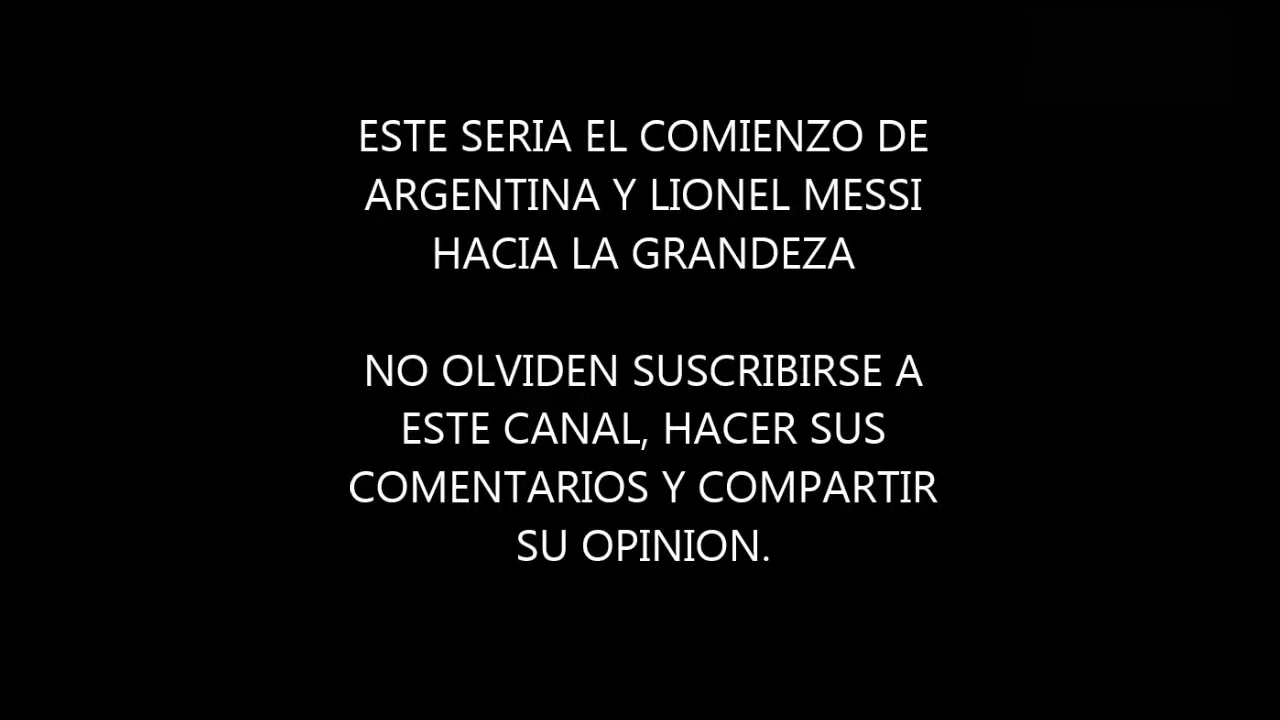 ESTE SERIA EL COMIENZO DE
ARGENTINA Y LIONEL MESSI
HACIA LA GRANDEZA
NO OLVIDEN SUSCRIBIRSE A
ESTE CANAL, HACER SUS
COMENTARIOS Y COMPARTIR
SU OPINION.